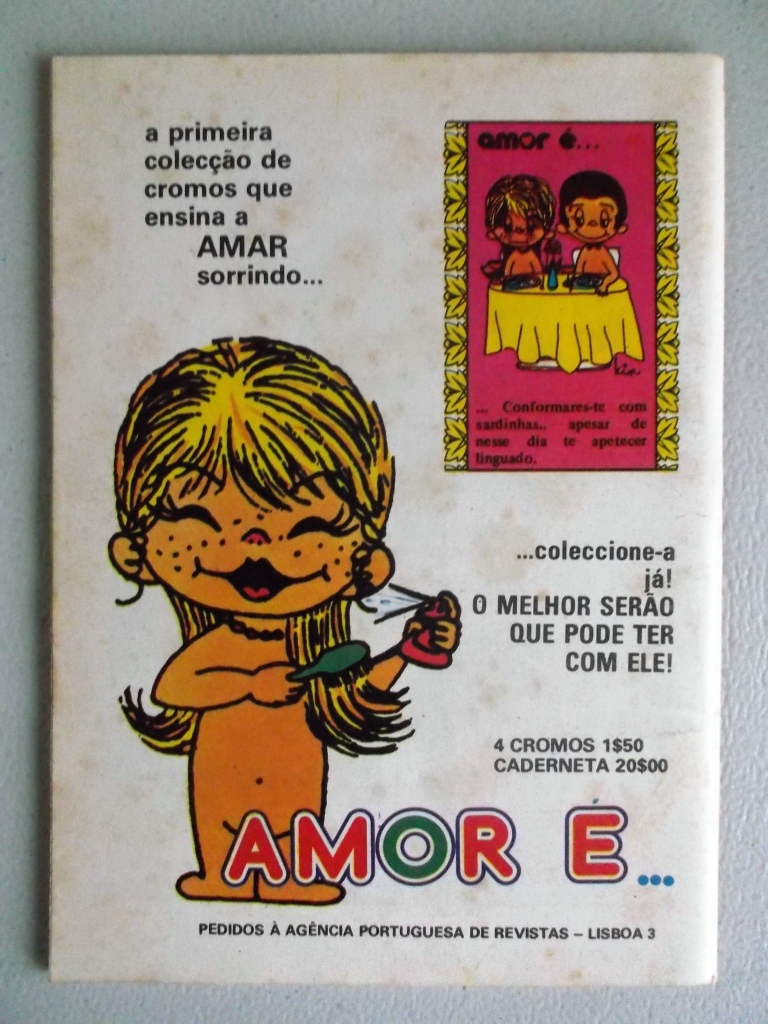 a primeira
colecção de
cromos que
ensina a
AMAR
sorrindo...
amor é...
kim
... Conformares-te com
sardinhas.. apesar de
nesse dia te apetecer
linguado.
...coleccione-a
já!
O MELHOR SERÃO
QUE PODE TER
COM ELE!
4 CROMOS 1$50
CADERNETA 20$00
AMOR É...
PEDIDOS À AGÊNCIA PORTUGUESA DE REVISTAS – LISBOA 3